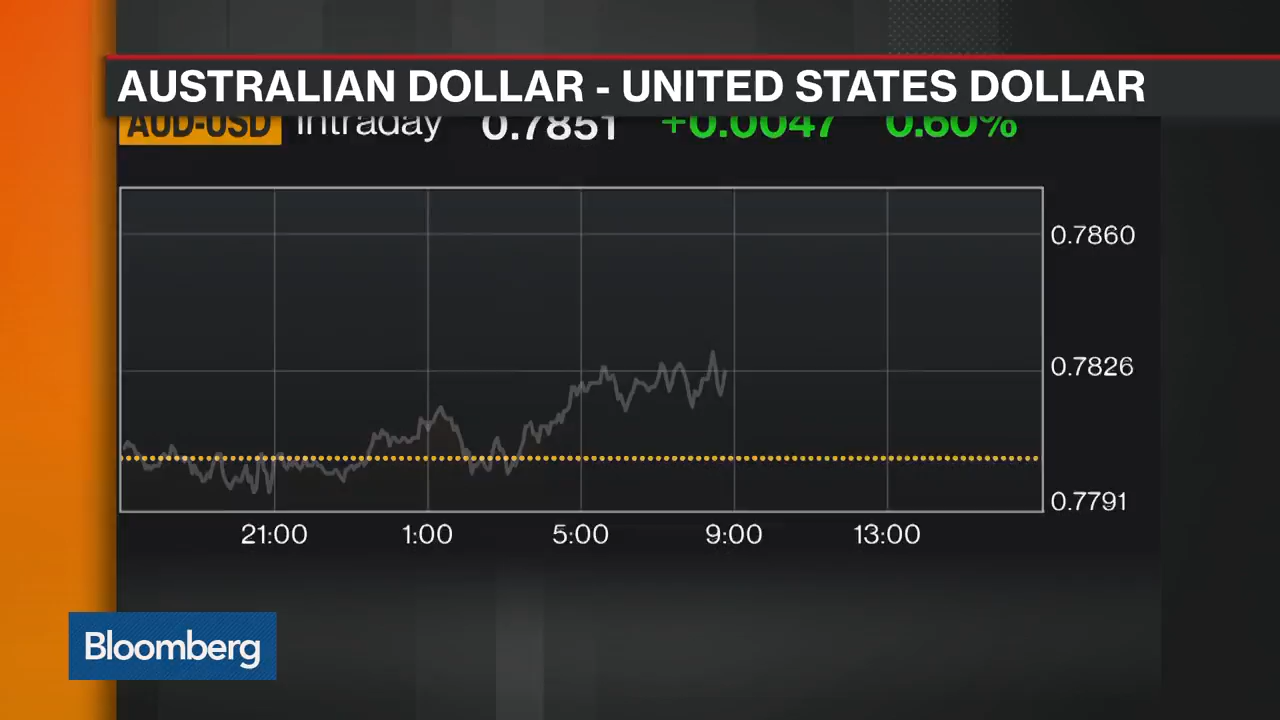 AUSTRALIAN DOLLAR - UNITED STATES DOLLAR
AUD-USD Intraday 0.7851 +0.0047 0.60%
0.7860
0.7826
0.7791
21:00 1:00 5:00 9:00 13:00
Bloomberg